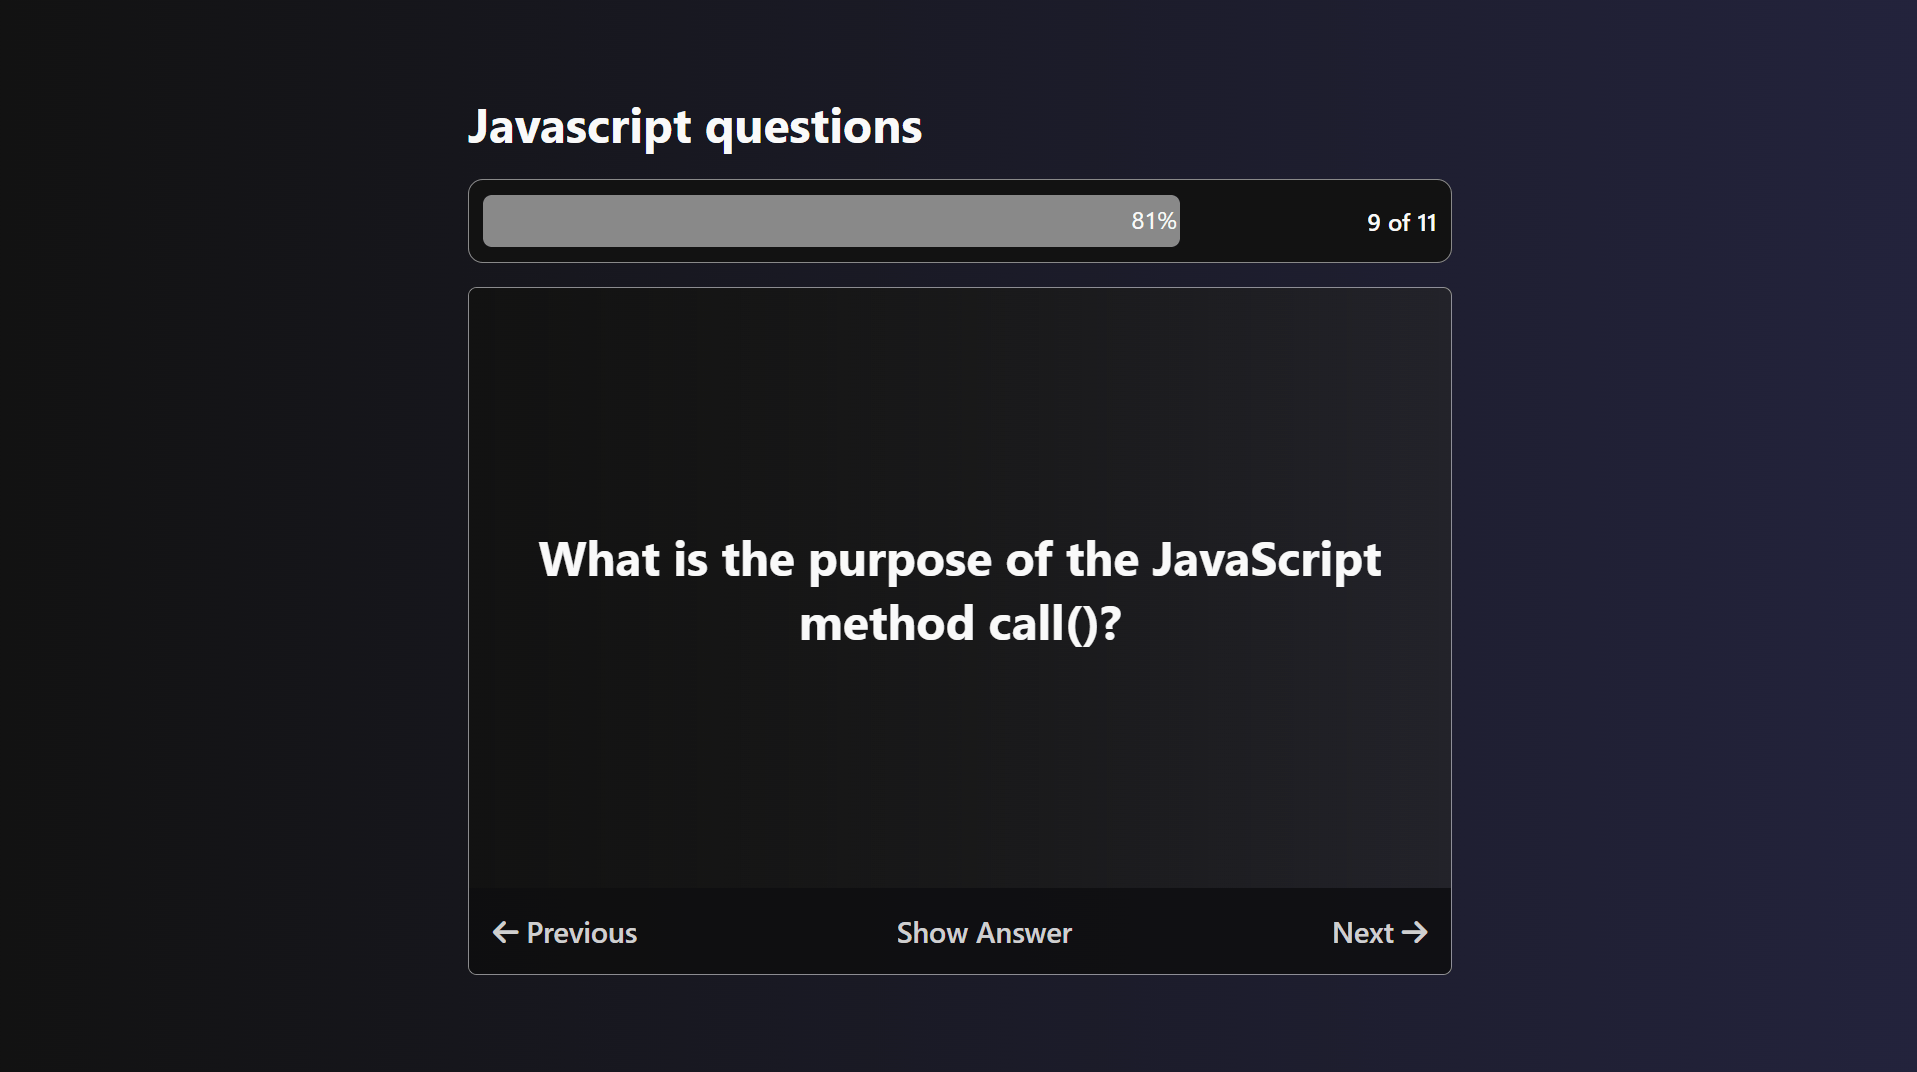 Javascript questions
81%
9 of 11
What is the purpose of the JavaScript
method call()?
← Previous
Show Answer
Next →